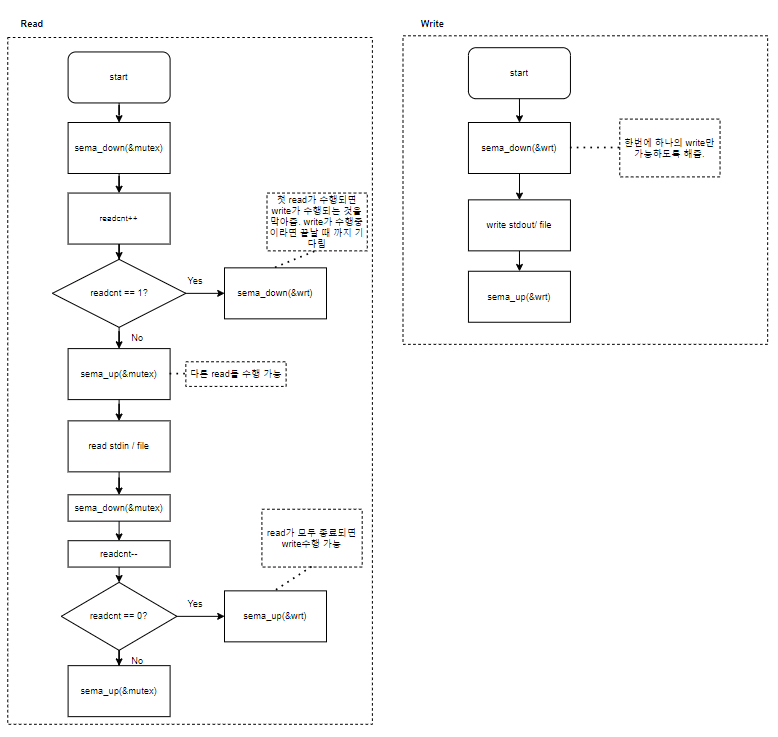 Read
start
sema_down(&mutex)
readcnt++
첫 read가 수행되면
write가 수행되는 것을
막아줌. write가 수행중
이라면 끝날 때 까지 기
다림
readcnt == 1?
Yes
sema_down(&wrt)
No
sema_up(&mutex)
다른 read들 수행 가능
read stdin / file
sema_down(&mutex)
readcnt--
read가 모두 종료되면
write수행 가능
readcnt == 0?
Yes
sema_up(&wrt)
No
sema_up(&mutex)
Write
start
sema_down(&wrt)
한번에 하나의 write만
가능하도록 해줌.
write stdout/ file
sema_up(&wrt)